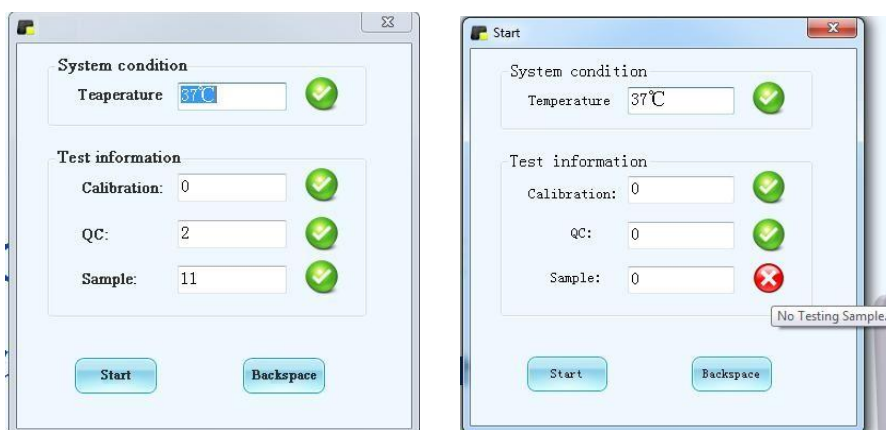 System condition
Teaperature 37℃
Test information
Calibration: 0
QC: 2
Sample: 11
Start Backspace
Start
System condition
Temperature 37℃
Test information
Calibration: 0
QC: 0
Sample: 0
No Testing Sample.
Start Backspace